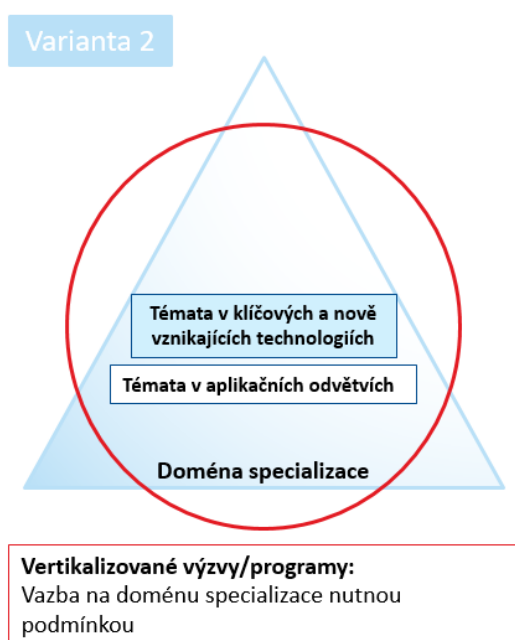 Varianta 2
Témata v klíčových a nově
vznikajících technologiích
Témata v aplikačních odvětvích
Doména specializace
Vertikalizované výzvy/programy:
Vazba na doménu specializace nutnou
podmínkou